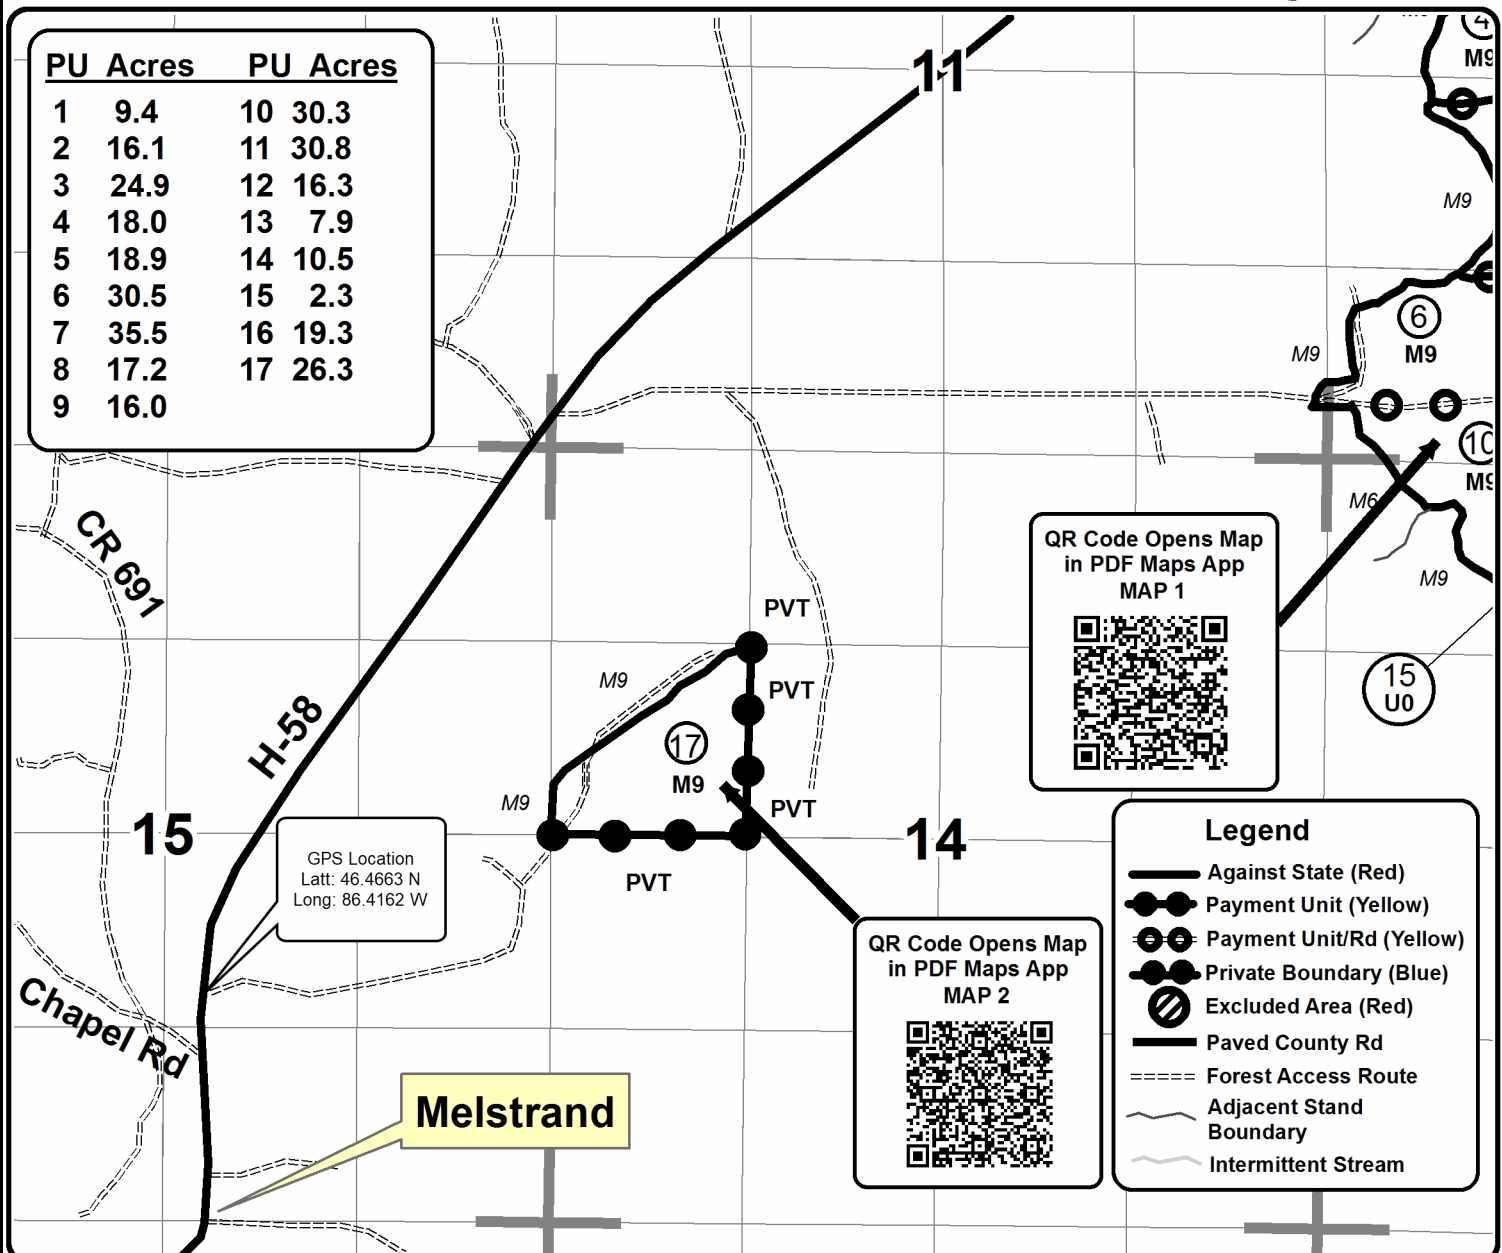 PU Acres PU Acres
1 9.4 10 30.3
2 16.1 11 30.8
3 24.9 12 16.3
4 18.0 13 7.9
5 18.9 14 10.5
6 30.5 15 2.3
7 35.5 16 19.3
8 17.2 17 26.3
9 16.0
11
4
M9
M9
6
M9
M9
10
M9
M6
M9
CR 691
QR Code Opens Map
in PDF Maps App
MAP 1
PVT
M9
PVT
15
U0
H-58
17
M9
M9
PVT
15
14
PVT
GPS Location
Latt: 46.4663 N
Long: 86.4162 W
Legend
Against State (Red)
Payment Unit (Yellow)
Payment Unit/Rd (Yellow)
Private Boundary (Blue)
Excluded Area (Red)
Paved County Rd
Forest Access Route
Adjacent Stand
Boundary
Intermittent Stream
QR Code Opens Map
in PDF Maps App
MAP 2
Chapel Rd
Melstrand